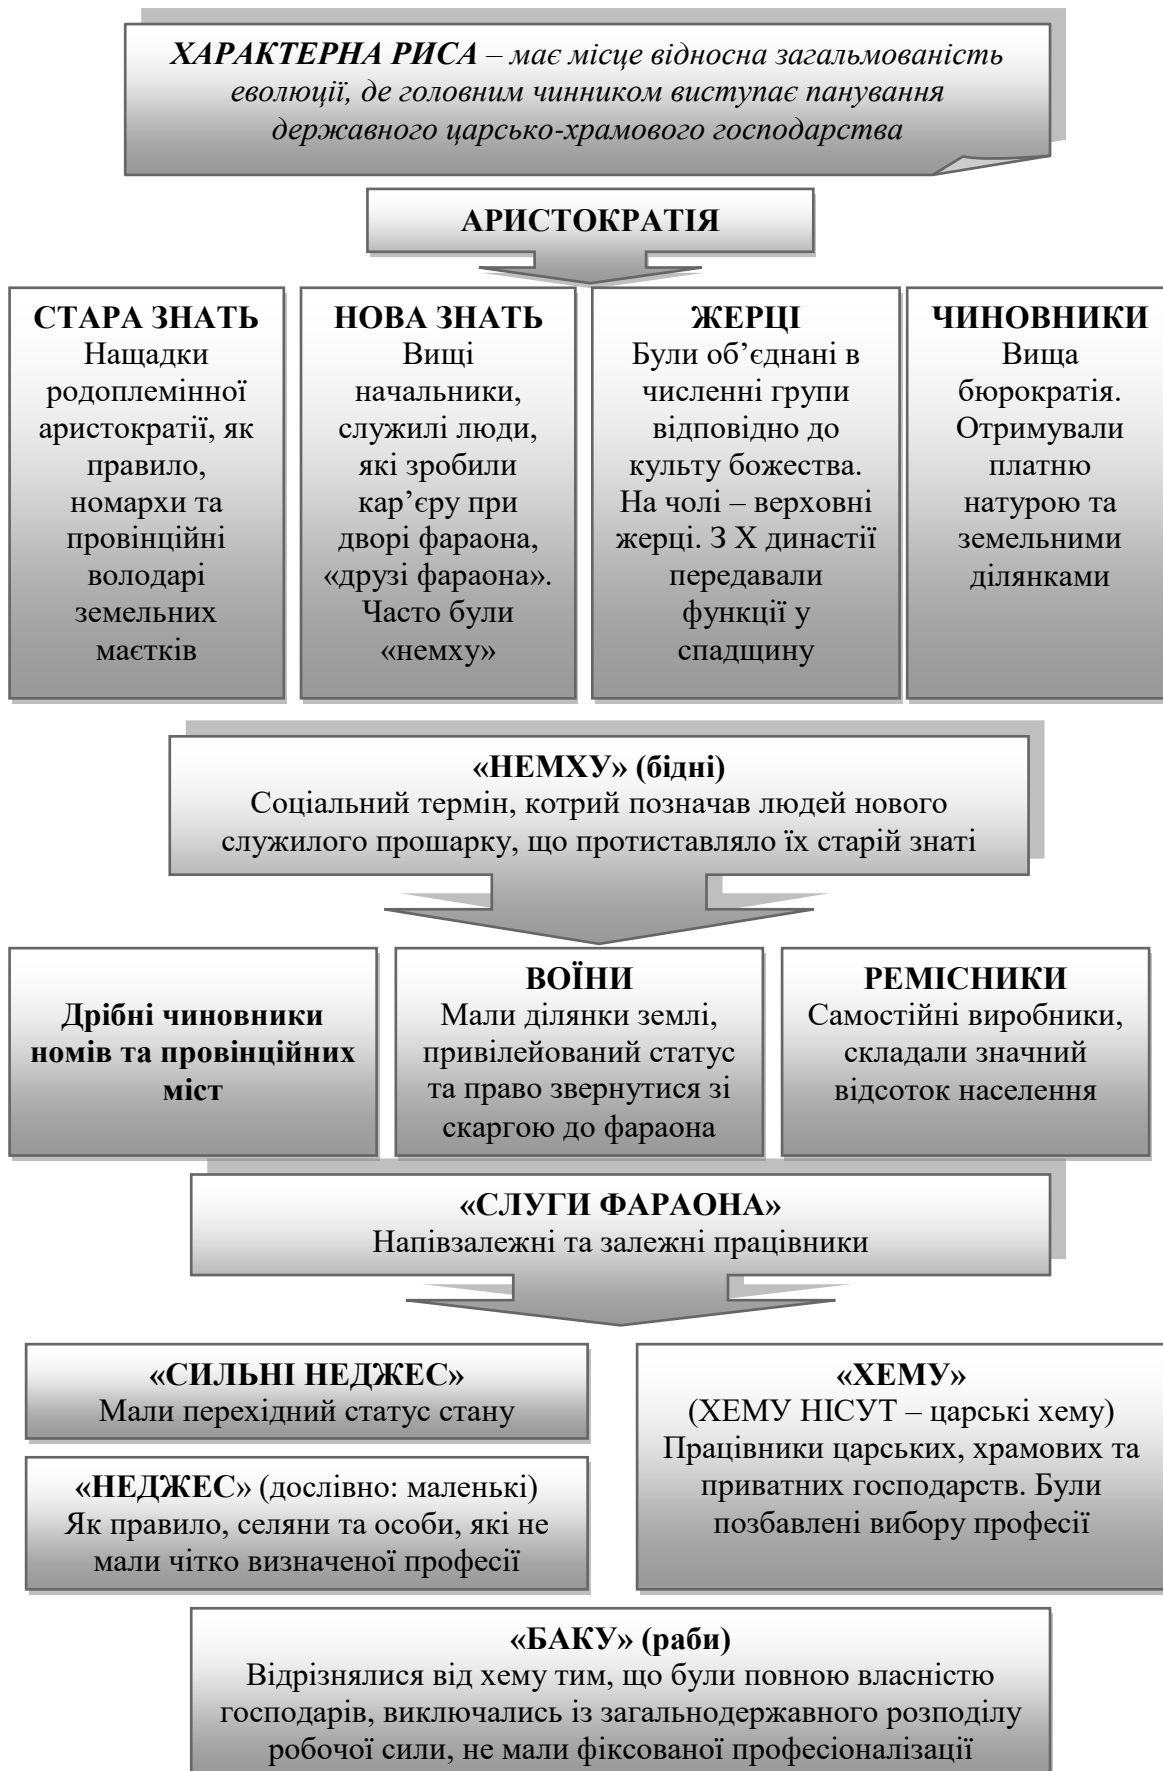 ХАРАКТЕРНА РИСА – має місце відносна загальмованість
еволюції, де головним чинником виступає панування
державного царсько-храмового господарства
АРИСТОКРАТІЯ
СТАРА ЗНАТЬ
Нащадки
родоплемінної
аристократії, як
правило,
номархи та
провінційні
володарі
земельних
маєтків
НОВА ЗНАТЬ
Вищі
начальники,
служилі люди,
які зробили
кар’єру при
дворі фараона,
«друзі фараона».
Часто були
«немху»
ЖЕРЦІ
Були об’єднані в
численні групи
відповідно до
культу божества.
На чолі – верховні
жерці. З X династії
передавали
функції у
спадщину
ЧИНОВНИКИ
Вища
бюрократія.
Отримували
платню
натурою та
земельними
ділянками
«НЕМХУ» (бідні)
Соціальний термін, котрий позначав людей нового
служилого прошарку, що протиставляло їх старій знаті
Дрібні чиновники
номів та провінційних
міст
ВОЇНИ
Мали ділянки землі,
привілейований статус
та право звернутися зі
скаргою до фараона
РЕМІСНИКИ
Самостійні виробники,
складали значний
відсоток населення
«СЛУГИ ФАРАОНА»
Напівзалежні та залежні працівники
«СИЛЬНІ НЕДЖЕС»
Мали перехідний статус стану
«НЕДЖЕС» (дослівно: маленькі)
Як правило, селяни та особи, які не
мали чітко визначеної професії
«ХЕМУ»
(ХЕМУ НІСУТ – царські хему)
Працівники царських, храмових та
приватних господарств. Були
позбавлені вибору професії
«БАКУ» (раби)
Відрізнялися від хему тим, що були повною власністю
господарів, виключались із загальнодержавного розподілу
робочої сили, не мали фіксованої професіоналізації